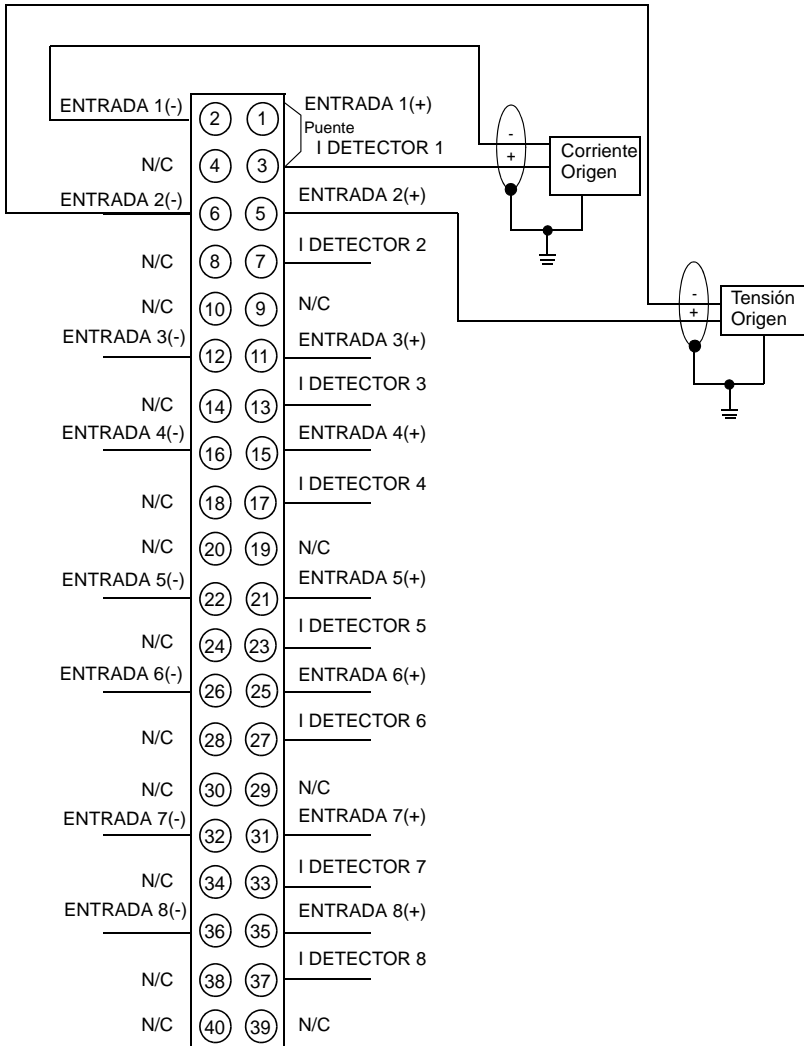 ENTRADA 1(-) 2 1 ENTRADA 1(+)
Puente
N/C 4 3 I DETECTOR 1
-
+
Corriente
Origen
ENTRADA 2(-) 6 5 ENTRADA 2(+)
N/C 8 7 I DETECTOR 2
N/C 10 9 N/C
-
+
Tensión
Origen
ENTRADA 3(-) 12 11 ENTRADA 3(+)
N/C 14 13 I DETECTOR 3
ENTRADA 4(-) 16 15 ENTRADA 4(+)
N/C 18 17 I DETECTOR 4
N/C 20 19 N/C
ENTRADA 5(-) 22 21 ENTRADA 5(+)
N/C 24 23 I DETECTOR 5
ENTRADA 6(-) 26 25 ENTRADA 6(+)
N/C 28 27 I DETECTOR 6
N/C 30 29 N/C
ENTRADA 7(-) 32 31 ENTRADA 7(+)
N/C 34 33 I DETECTOR 7
ENTRADA 8(-) 36 35 ENTRADA 8(+)
N/C 38 37 I DETECTOR 8
N/C 40 39 N/C